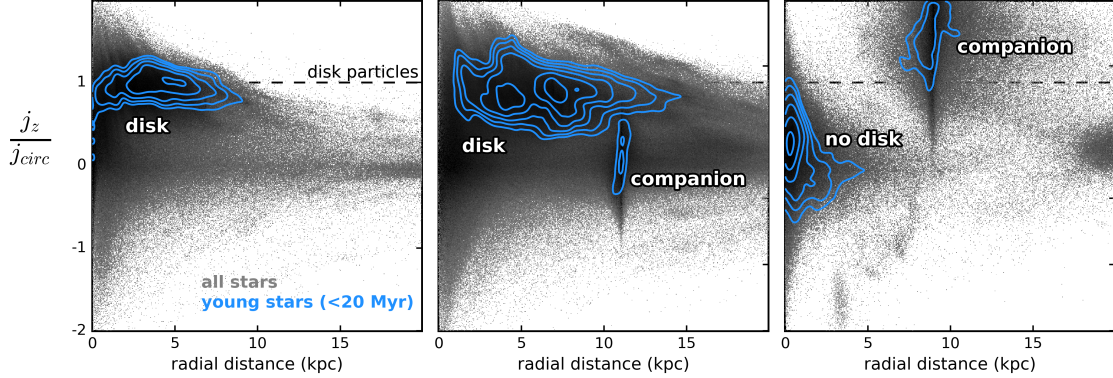 companion
disk particles
1
disk
no disk
disk
j_z
j_circ
0
companion
-1
all stars
young stars (<20 Myr)
-2
0 5 10 15 0 5 10 15 0 5 10 15
radial distance (kpc) radial distance (kpc) radial distance (kpc)